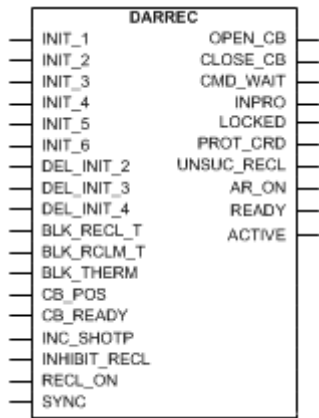 DARREC
INIT_1
INIT_2
INIT_3
INIT_4
INIT_5
INIT_6
DEL_INIT_2
DEL_INIT_3
DEL_INIT_4
BLK_RECL_T
BLK_RCLM_T
BLK_THERM
CB_POS
CB_READY
INC_SHOTP
INHIBIT_RECL
RECL_ON
SYNC
OPEN_CB
CLOSE_CB
CMD_WAIT
INPRO
LOCKED
PROT_CRD
UNSUC_RECL
AR_ON
READY
ACTIVE